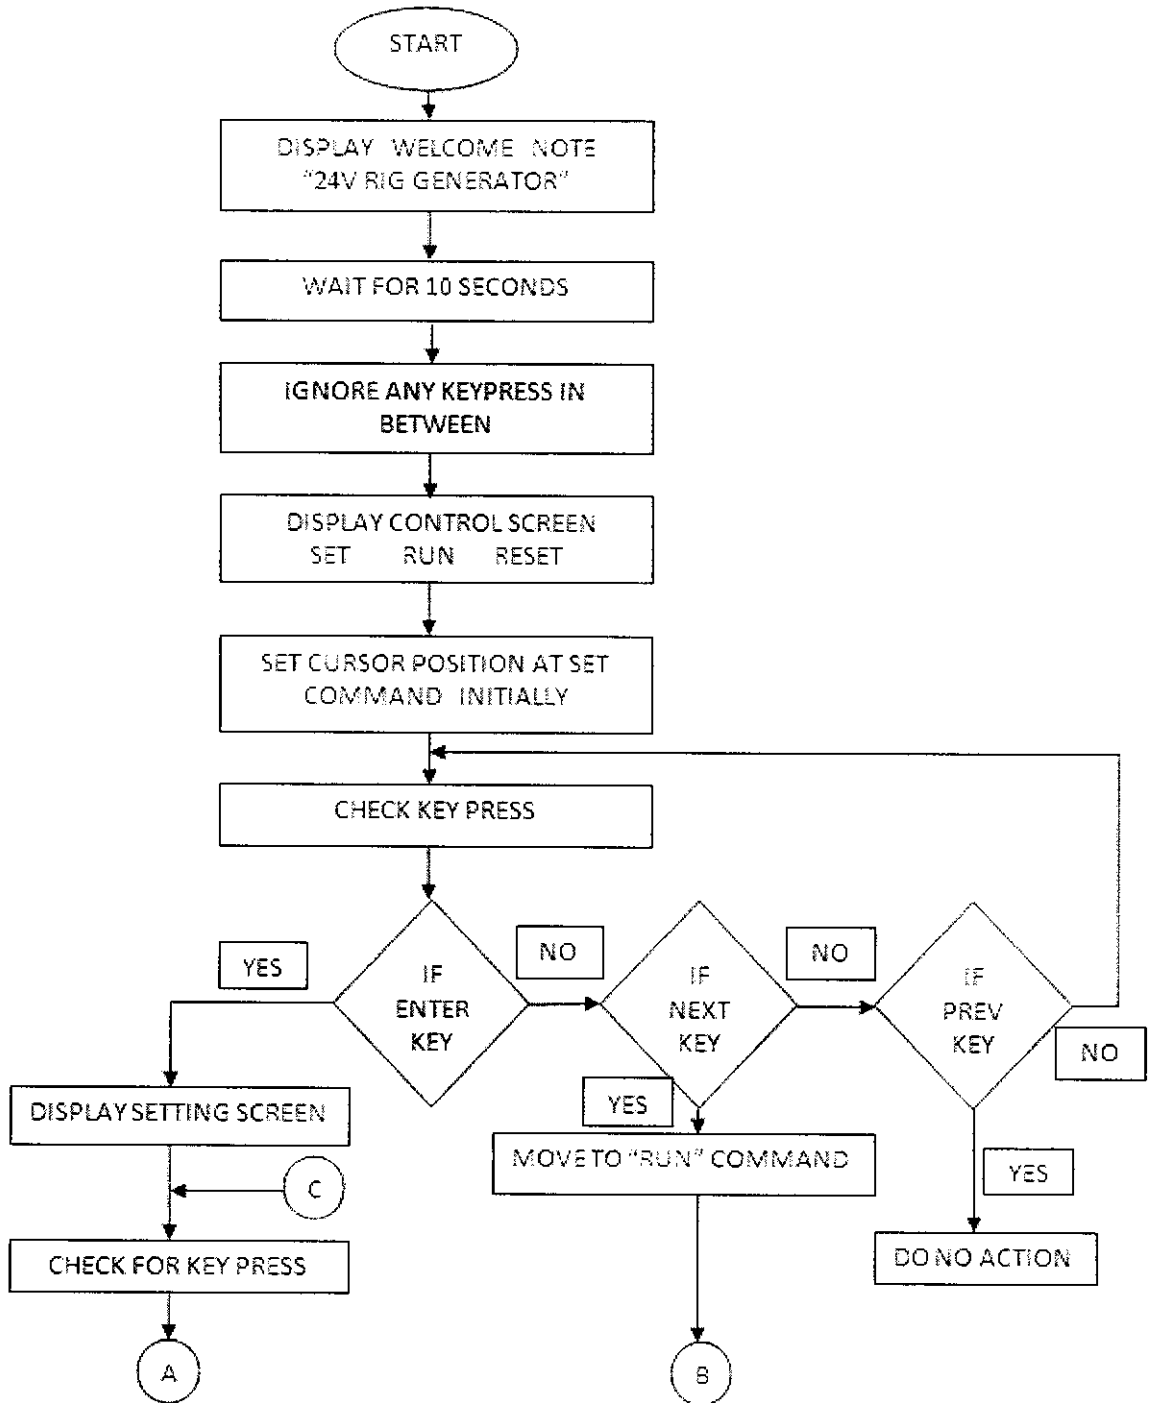 START
DISPLAY WELCOME NOTE
"24V RIG GENERATOR"
WAIT FOR 10 SECONDS
IGNORE ANY KEYPRESS IN
BETWEEN
DISPLAY CONTROL SCREEN
SET RUN RESET
SET CURSOR POSITION AT SET
COMMAND INITIALLY
CHECK KEY PRESS
YES
IF
ENTER
KEY
NO
IF
NEXT
KEY
NO
IF
PREV
KEY
NO
DISPLAY SETTING SCREEN
YES
MOVE TO "RUN" COMMAND
YES
C
CHECK FOR KEY PRESS
DO NO ACTION
A
B